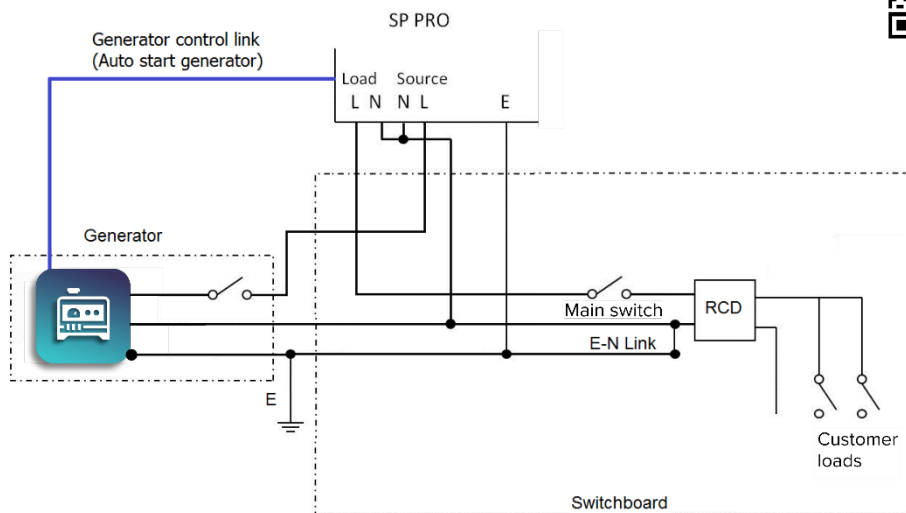 SP PRO
Generator control link
(Auto start generator)
Load Source
L N N L E
Generator
Main switch
RCD
E-N Link
E
Customer
loads
Switchboard